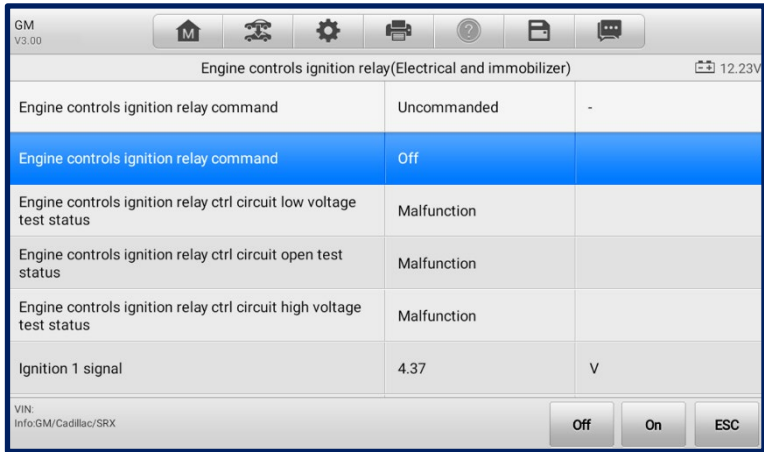 GM
V3.00
M
Engine controls ignition relay(Electrical and immobilizer)
12.23V
Engine controls ignition relay command
Uncommanded
-
Engine controls ignition relay command
Off
Engine controls ignition relay ctrl circuit low voltage
test status
Malfunction
Engine controls ignition relay ctrl circuit open test
status
Malfunction
Engine controls ignition relay ctrl circuit high voltage
test status
Malfunction
Ignition 1 signal
4.37
V
VIN:
Info:GM/Cadillac/SRX
Off
On
ESC